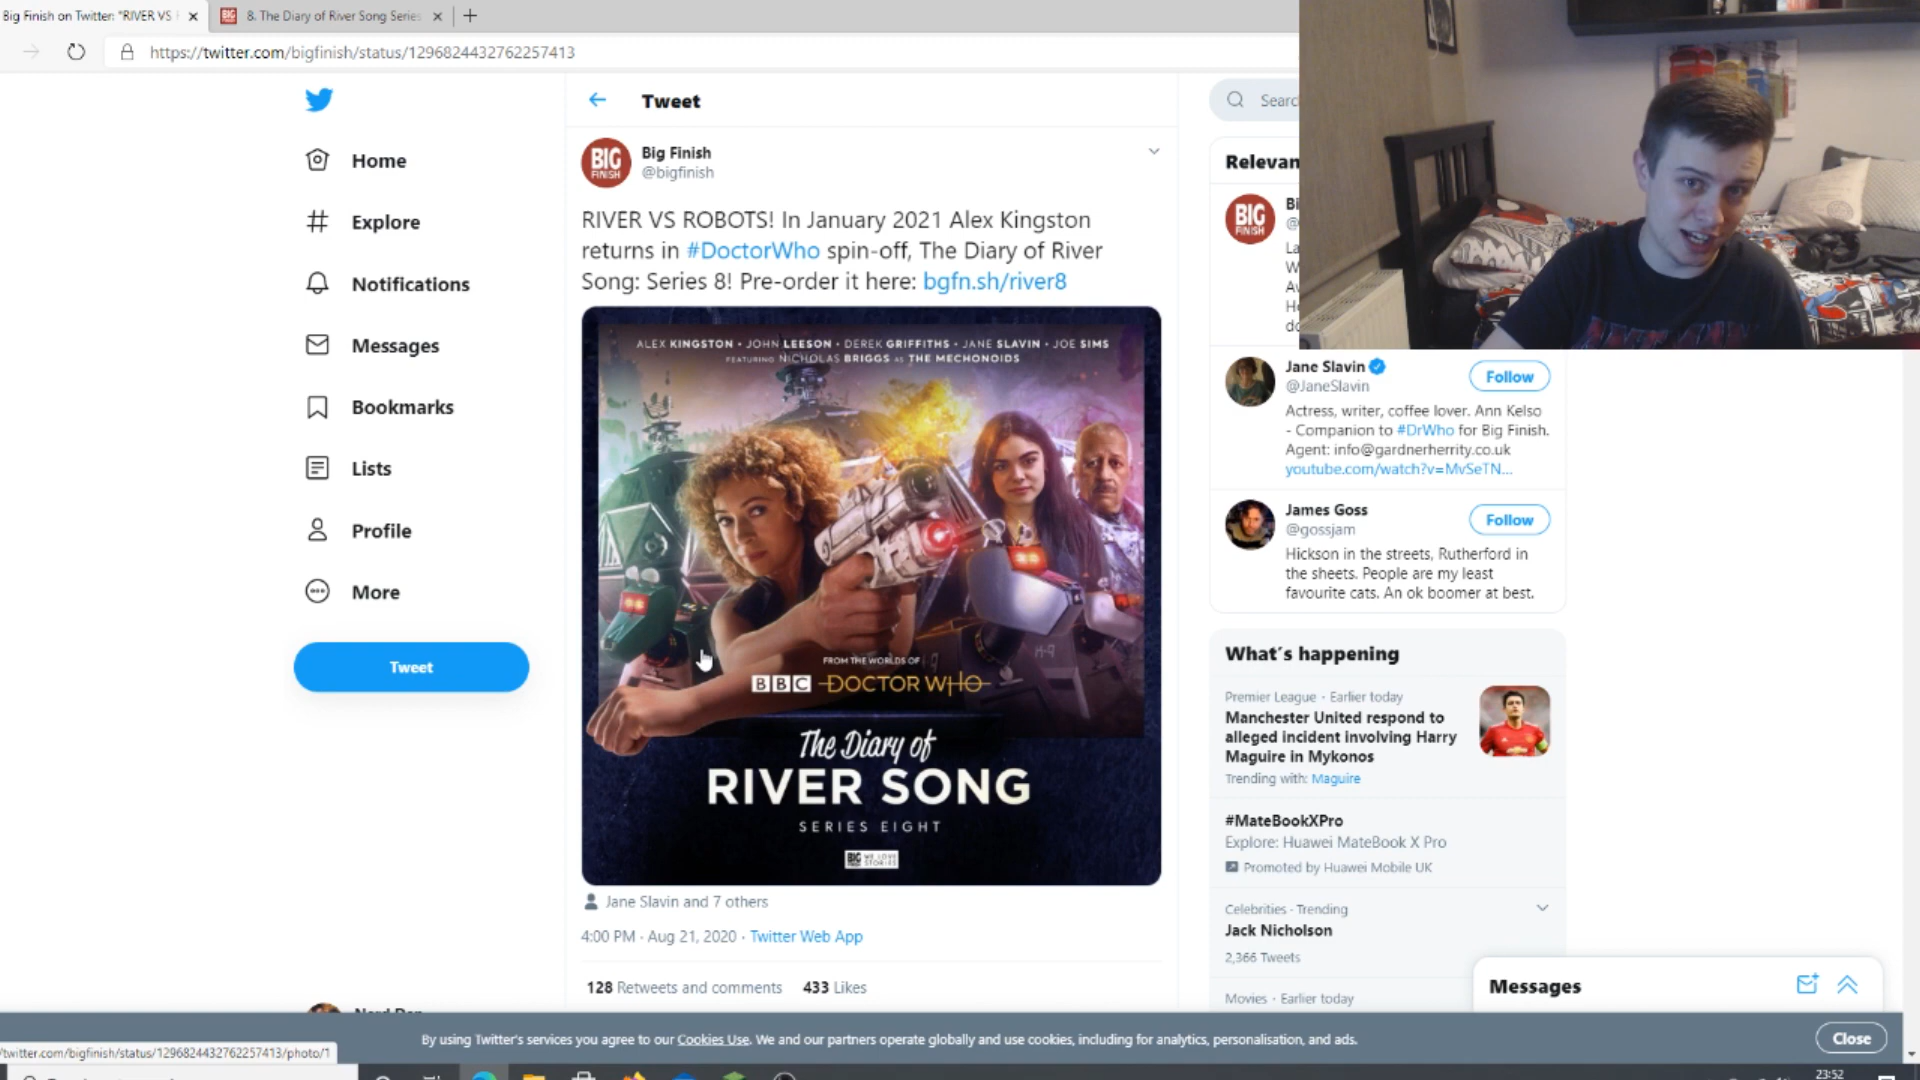 Big Finish on Twitter: "RIVER VS
8. The Diary of River Song Series
https://twitter.com/bigfinish/status/1296824432762257413
Home
Explore
Notifications
Messages
Bookmarks
Lists
Profile
More
Tweet
Tweet
BIG FINISH
Big Finish
@bigfinish
RIVER VS ROBOTS! In January 2021 Alex Kingston
returns in #DoctorWho spin-off, The Diary of River
Song: Series 8! Pre-order it here: bgfn.sh/river8
ALEX KINGSTON • JOHN LEESON • DEREK GRIFFITHS • JANE SLAVIN • JOE SIMS
FEATURING NICHOLAS BRIGGS AS THE MECHONOIDS
H-9
FROM THE WORLDS OF
BBC DOCTOR WHO
The Diary of
RIVER SONG
SERIES EIGHT
BIG FINISH WE LOVE STORIES
Jane Slavin and 7 others
4:00 PM · Aug 21, 2020 · Twitter Web App
128 Retweets and comments 433 Likes
BIG FINISH
Jane Slavin
@JaneSlavin
Follow
Actress, writer, coffee lover. Ann Kelso
- Companion to #DrWho for Big Finish.
Agent: info@gardnerherrity.co.uk
youtube.com/watch?v=MvSeTN...
James Goss
@gossjam
Follow
Hickson in the streets, Rutherford in
the sheets. People are my least
favourite cats. An ok boomer at best.
What's happening
Premier League · Earlier today
Manchester United respond to
alleged incident involving Harry
Maguire in Mykonos
Trending with: Maguire
#MateBookXPro
Explore: Huawei MateBook X Pro
Promoted by Huawei Mobile UK
Celebrities · Trending
Jack Nicholson
2,366 Tweets
Movies · Earlier today
Messages
By using Twitter's services you agree to our Cookies Use. We and our partners operate globally and use cookies, including for analytics, personalisation, and ads.
Close
/twitter.com/bigfinish/status/1296824432762257413/photo/1
23:52